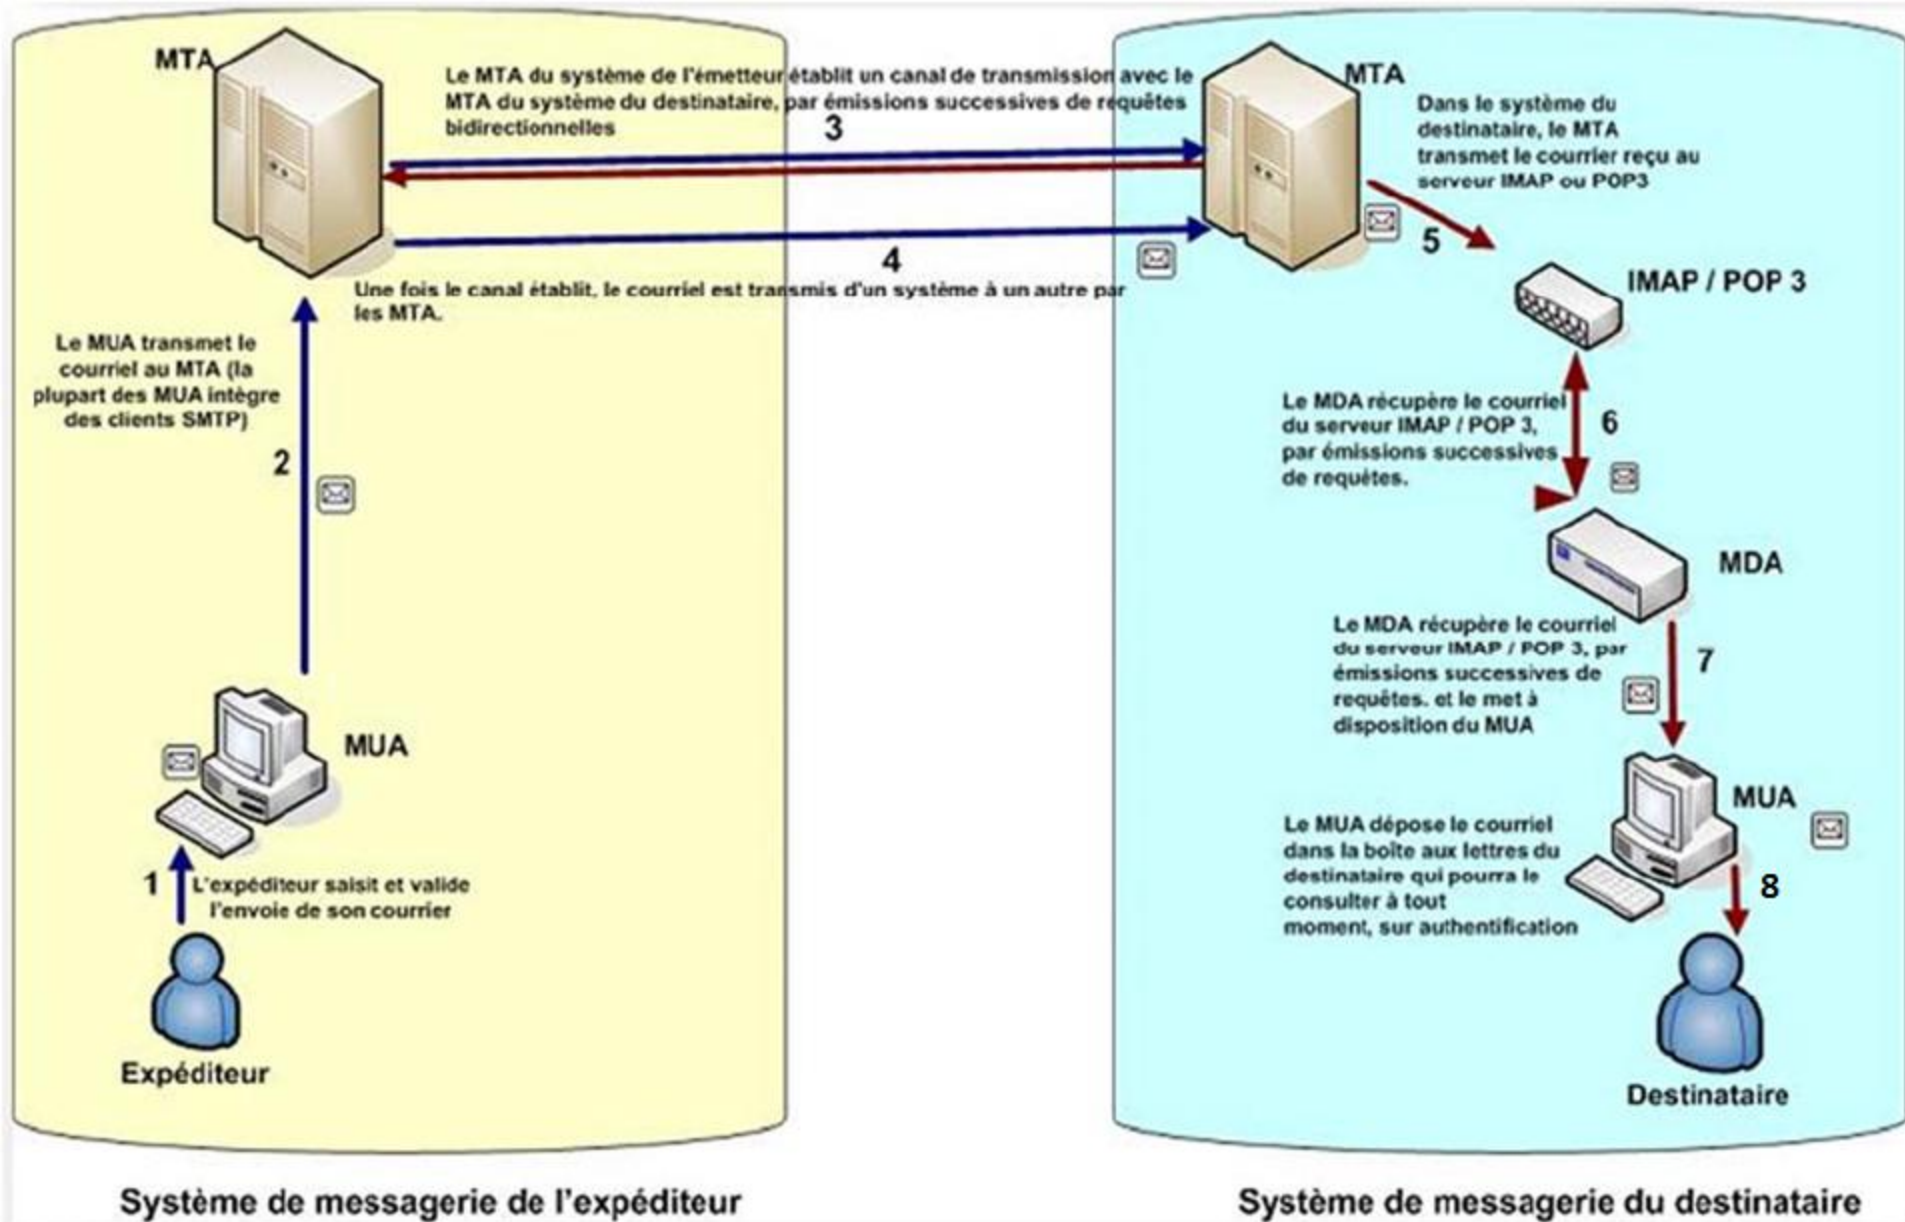 MTA
Le MTA du système de l'émetteur établit un canal de transmission avec le
MTA du système du destinataire, par émissions successives de requêtes
bidirectionnelles
3
MTA
Dans le système du
destinataire, le MTA
transmet le courrier reçu au
serveur IMAP ou POP3
5
4
Une fois le canal établit, le courriel est transmis d'un système à un autre par
les MTA.
IMAP / POP 3
Le MUA transmet le
courriel au MTA (la
plupart des MUA intègre
des clients SMTP)
2
Le MDA récupère le courriel
du serveur IMAP / POP 3,
par émissions successives
de requêtes.
6
MDA
Le MDA récupère le courriel
du serveur IMAP / POP 3, par
émissions successives de
requêtes. et le met à
disposition du MUA
7
MUA
MUA
Le MUA dépose le courriel
dans la boîte aux lettres du
destinataire qui pourra le
consulter à tout
moment, sur authentification
8
1
L'expéditeur saisit et valide
l'envoie de son courrier
Expéditeur
Destinataire
Système de messagerie de l'expéditeur
Système de messagerie du destinataire